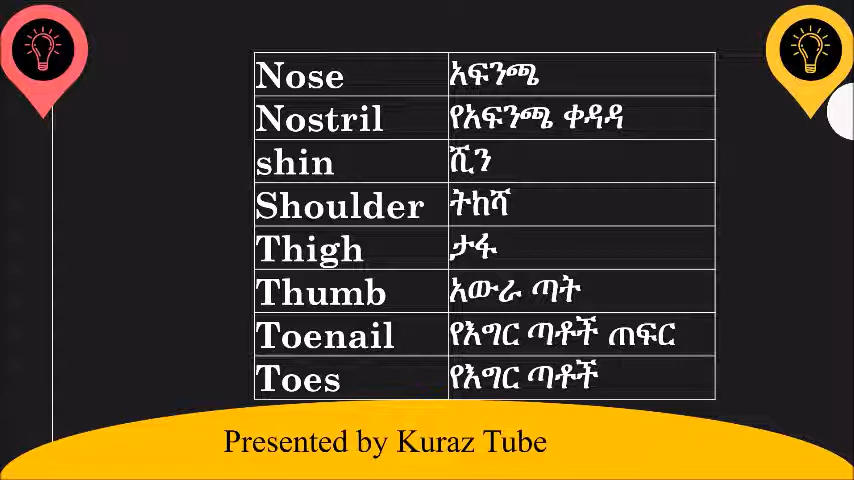 Nose አፍንጫ
Nostril የአፍንጫ ቀዳዳ
shin ሺን
Shoulder ትከሻ
Thigh ታፋ
Thumb አውራ ጣት
Toenail የእግር ጣቶች ጠፍር
Toes የእግር ጣቶች
Presented by Kuraz Tube